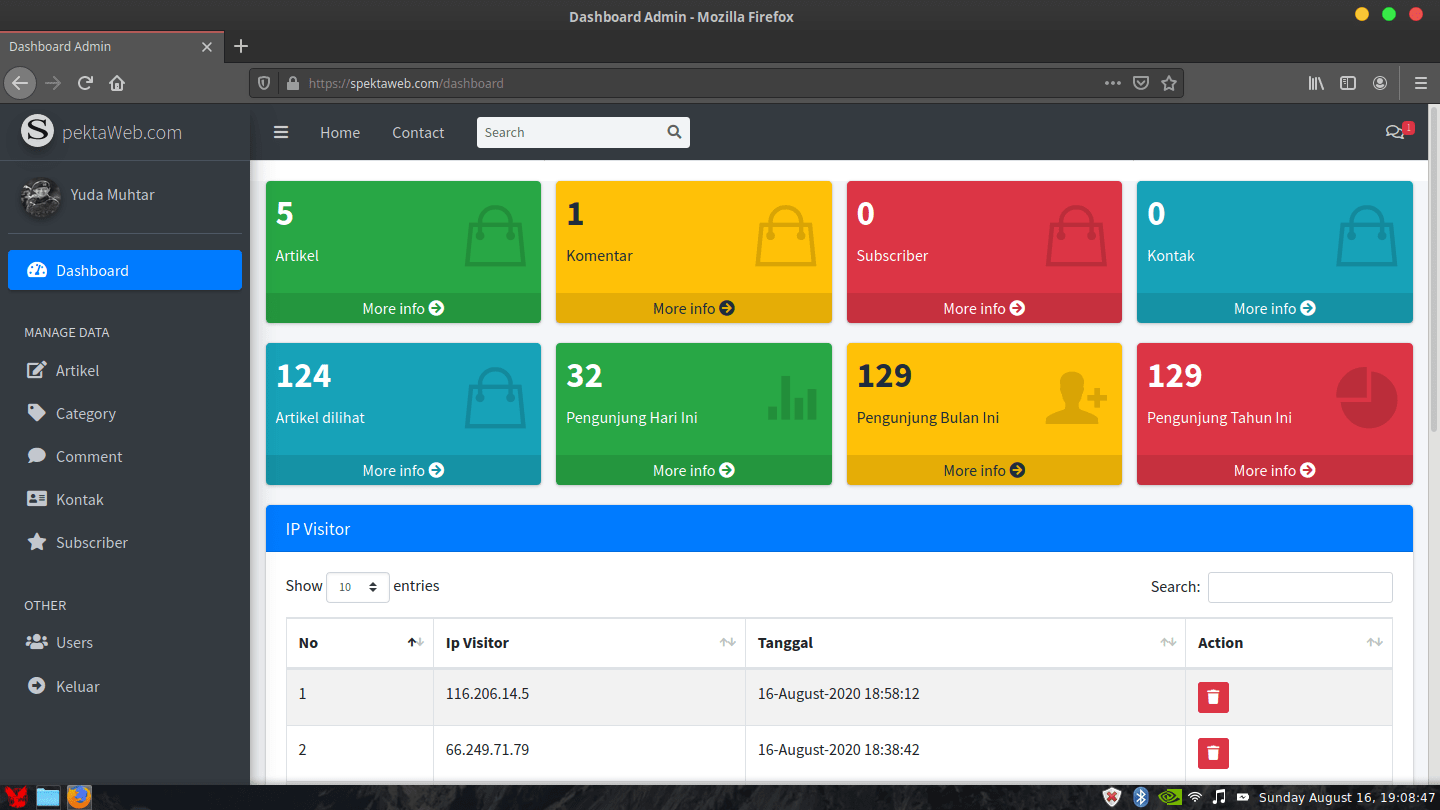 Dashboard Admin - Mozilla Firefox
Dashboard Admin
https://spektaweb.com/dashboard
SpektaWeb.com
Home Contact Search
1
Yuda Muhtar
Dashboard
MANAGE DATA
Artikel
Category
Comment
Kontak
Subscriber
OTHER
Users
Keluar
5
Artikel
More info
1
Komentar
More info
0
Subscriber
More info
0
Kontak
More info
124
Artikel dilihat
More info
32
Pengunjung Hari Ini
More info
129
Pengunjung Bulan Ini
More info
129
Pengunjung Tahun Ini
More info
IP Visitor
Show 10 entries Search:
No Ip Visitor Tanggal Action
1 116.206.14.5 16-August-2020 18:58:12
2 66.249.71.79 16-August-2020 18:38:42
Sunday August 16, 19:08:47